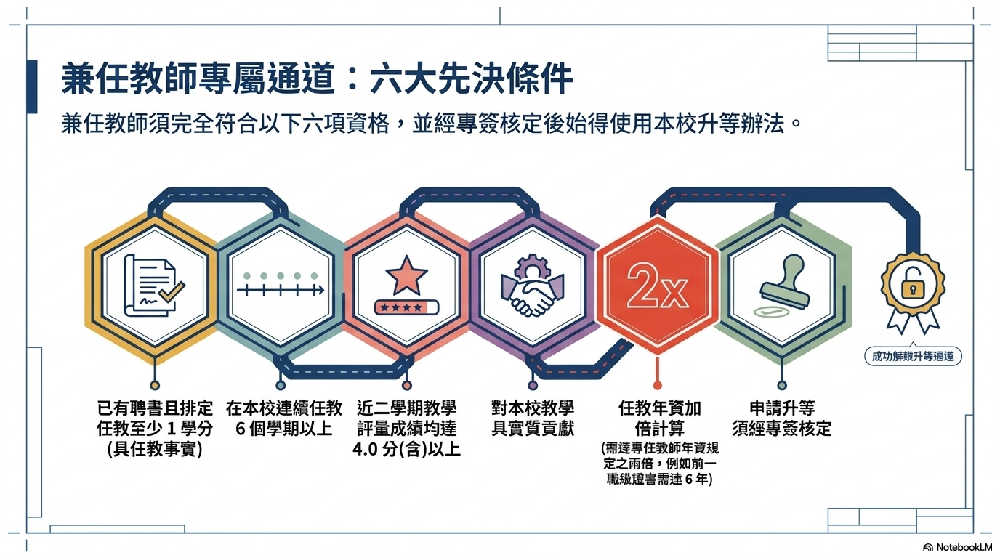 兼任教師專屬通道：六大先決條件
兼任教師須完全符合以下六項資格，並經專簽核定後始得使用本校升等辦法。
2x
成功解鎖升等通道
已有聘書且排定
任教至少 1 學分
(具任教事實)
在本校連續任教
6 個學期以上
近二學期教學
評量成績均達
4.0 分(含)以上
對本校教學
具實質貢獻
任教年資加
倍計算
(需達專任教師年資規
定之兩倍，例如前一
職級證書需達 6 年)
申請升等
須經專簽核定
NotebookLM